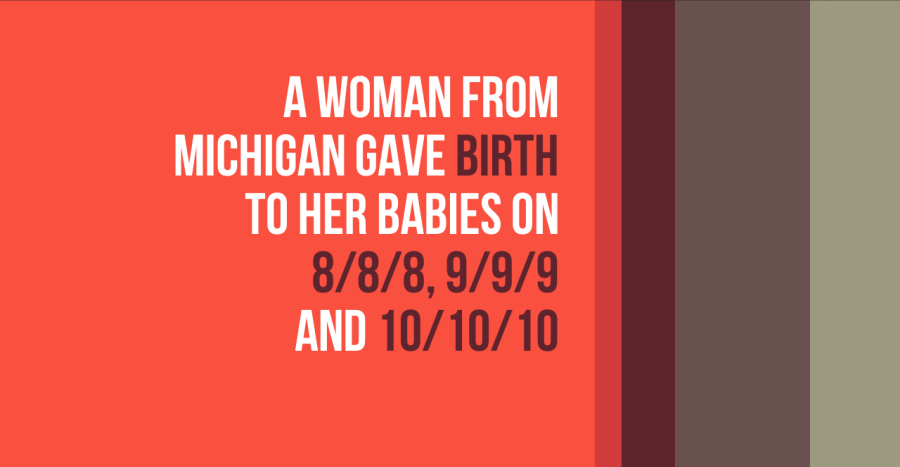 A WOMAN FROM
MICHIGAN GAVE BIRTH
TO HER BABIES ON
8/8/8, 9/9/9
AND 10/10/10